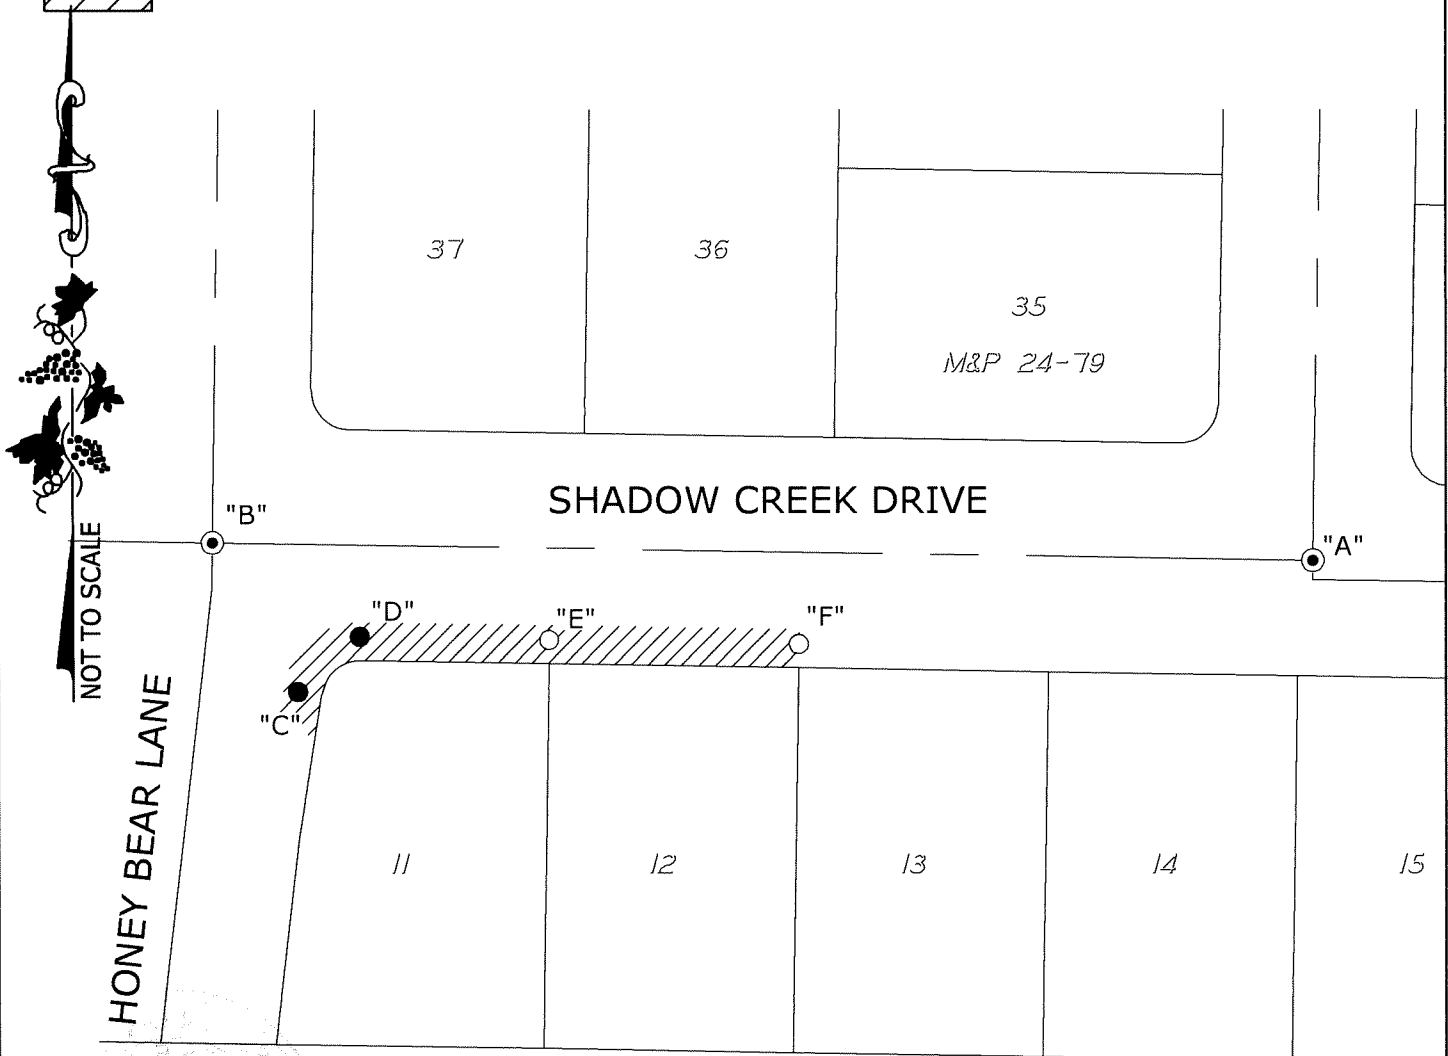 37
36
35
M&P 24-79
SHADOW CREEK DRIVE
"B"
"A"
NOT TO SCALE
"D"
"E"
"F"
"C"
HONEY BEAR LANE
11
12
13
14
15